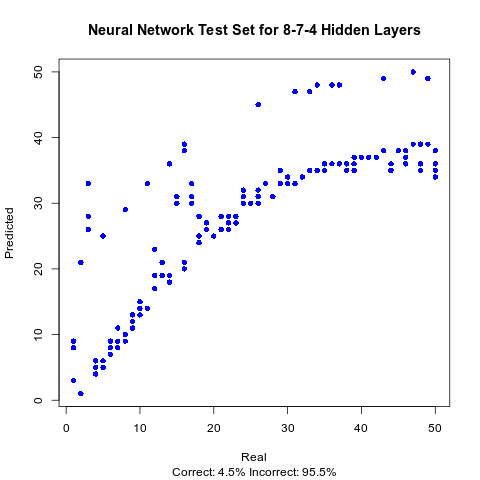 Neural Network Test Set for 8-7-4 Hidden Layers
Predicted
50
40
30
20
10
0
0 10 20 30 40 50
Real
Correct: 4.5% Incorrect: 95.5%